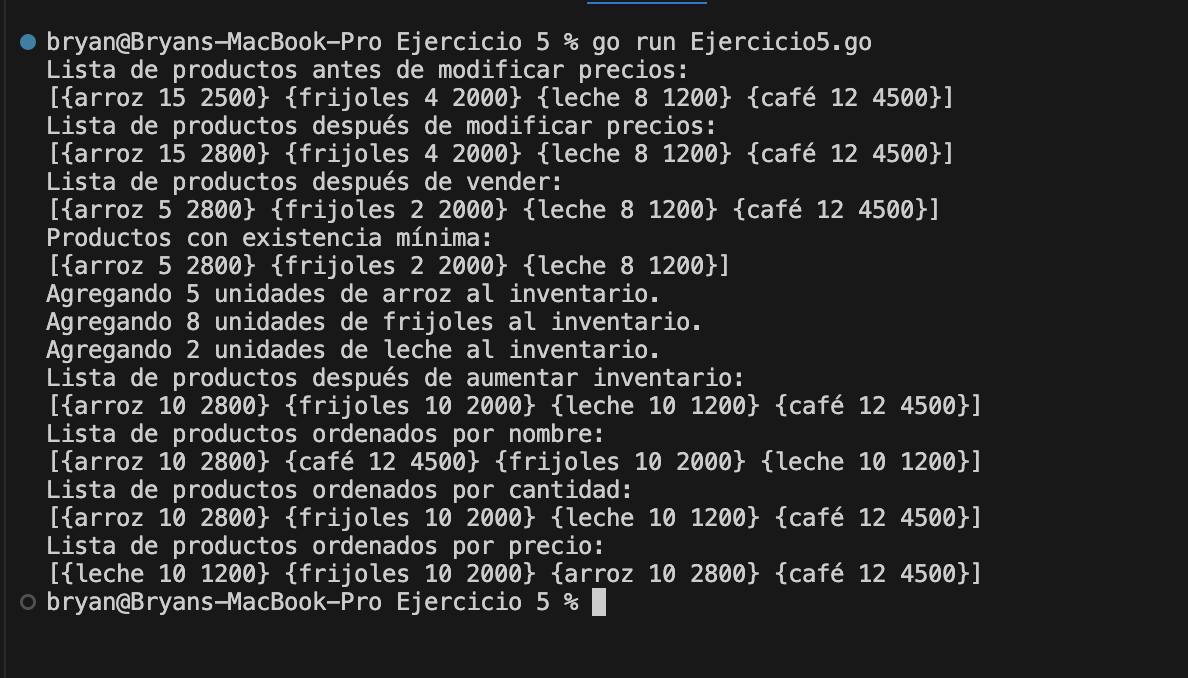 bryan@Bryans-MacBook-Pro Ejercicio 5 % go run Ejercicio5.go
Lista de productos antes de modificar precios:
[{arroz 15 2500} {frijoles 4 2000} {leche 8 1200} {café 12 4500}]
Lista de productos después de modificar precios:
[{arroz 15 2800} {frijoles 4 2000} {leche 8 1200} {café 12 4500}]
Lista de productos después de vender:
[{arroz 5 2800} {frijoles 2 2000} {leche 8 1200} {café 12 4500}]
Productos con existencia mínima:
[{arroz 5 2800} {frijoles 2 2000} {leche 8 1200}]
Agregando 5 unidades de arroz al inventario.
Agregando 8 unidades de frijoles al inventario.
Agregando 2 unidades de leche al inventario.
Lista de productos después de aumentar inventario:
[{arroz 10 2800} {frijoles 10 2000} {leche 10 1200} {café 12 4500}]
Lista de productos ordenados por nombre:
[{arroz 10 2800} {café 12 4500} {frijoles 10 2000} {leche 10 1200}]
Lista de productos ordenados por cantidad:
[{arroz 10 2800} {frijoles 10 2000} {leche 10 1200} {café 12 4500}]
Lista de productos ordenados por precio:
[{leche 10 1200} {frijoles 10 2000} {arroz 10 2800} {café 12 4500}]
bryan@Bryans-MacBook-Pro Ejercicio 5 %